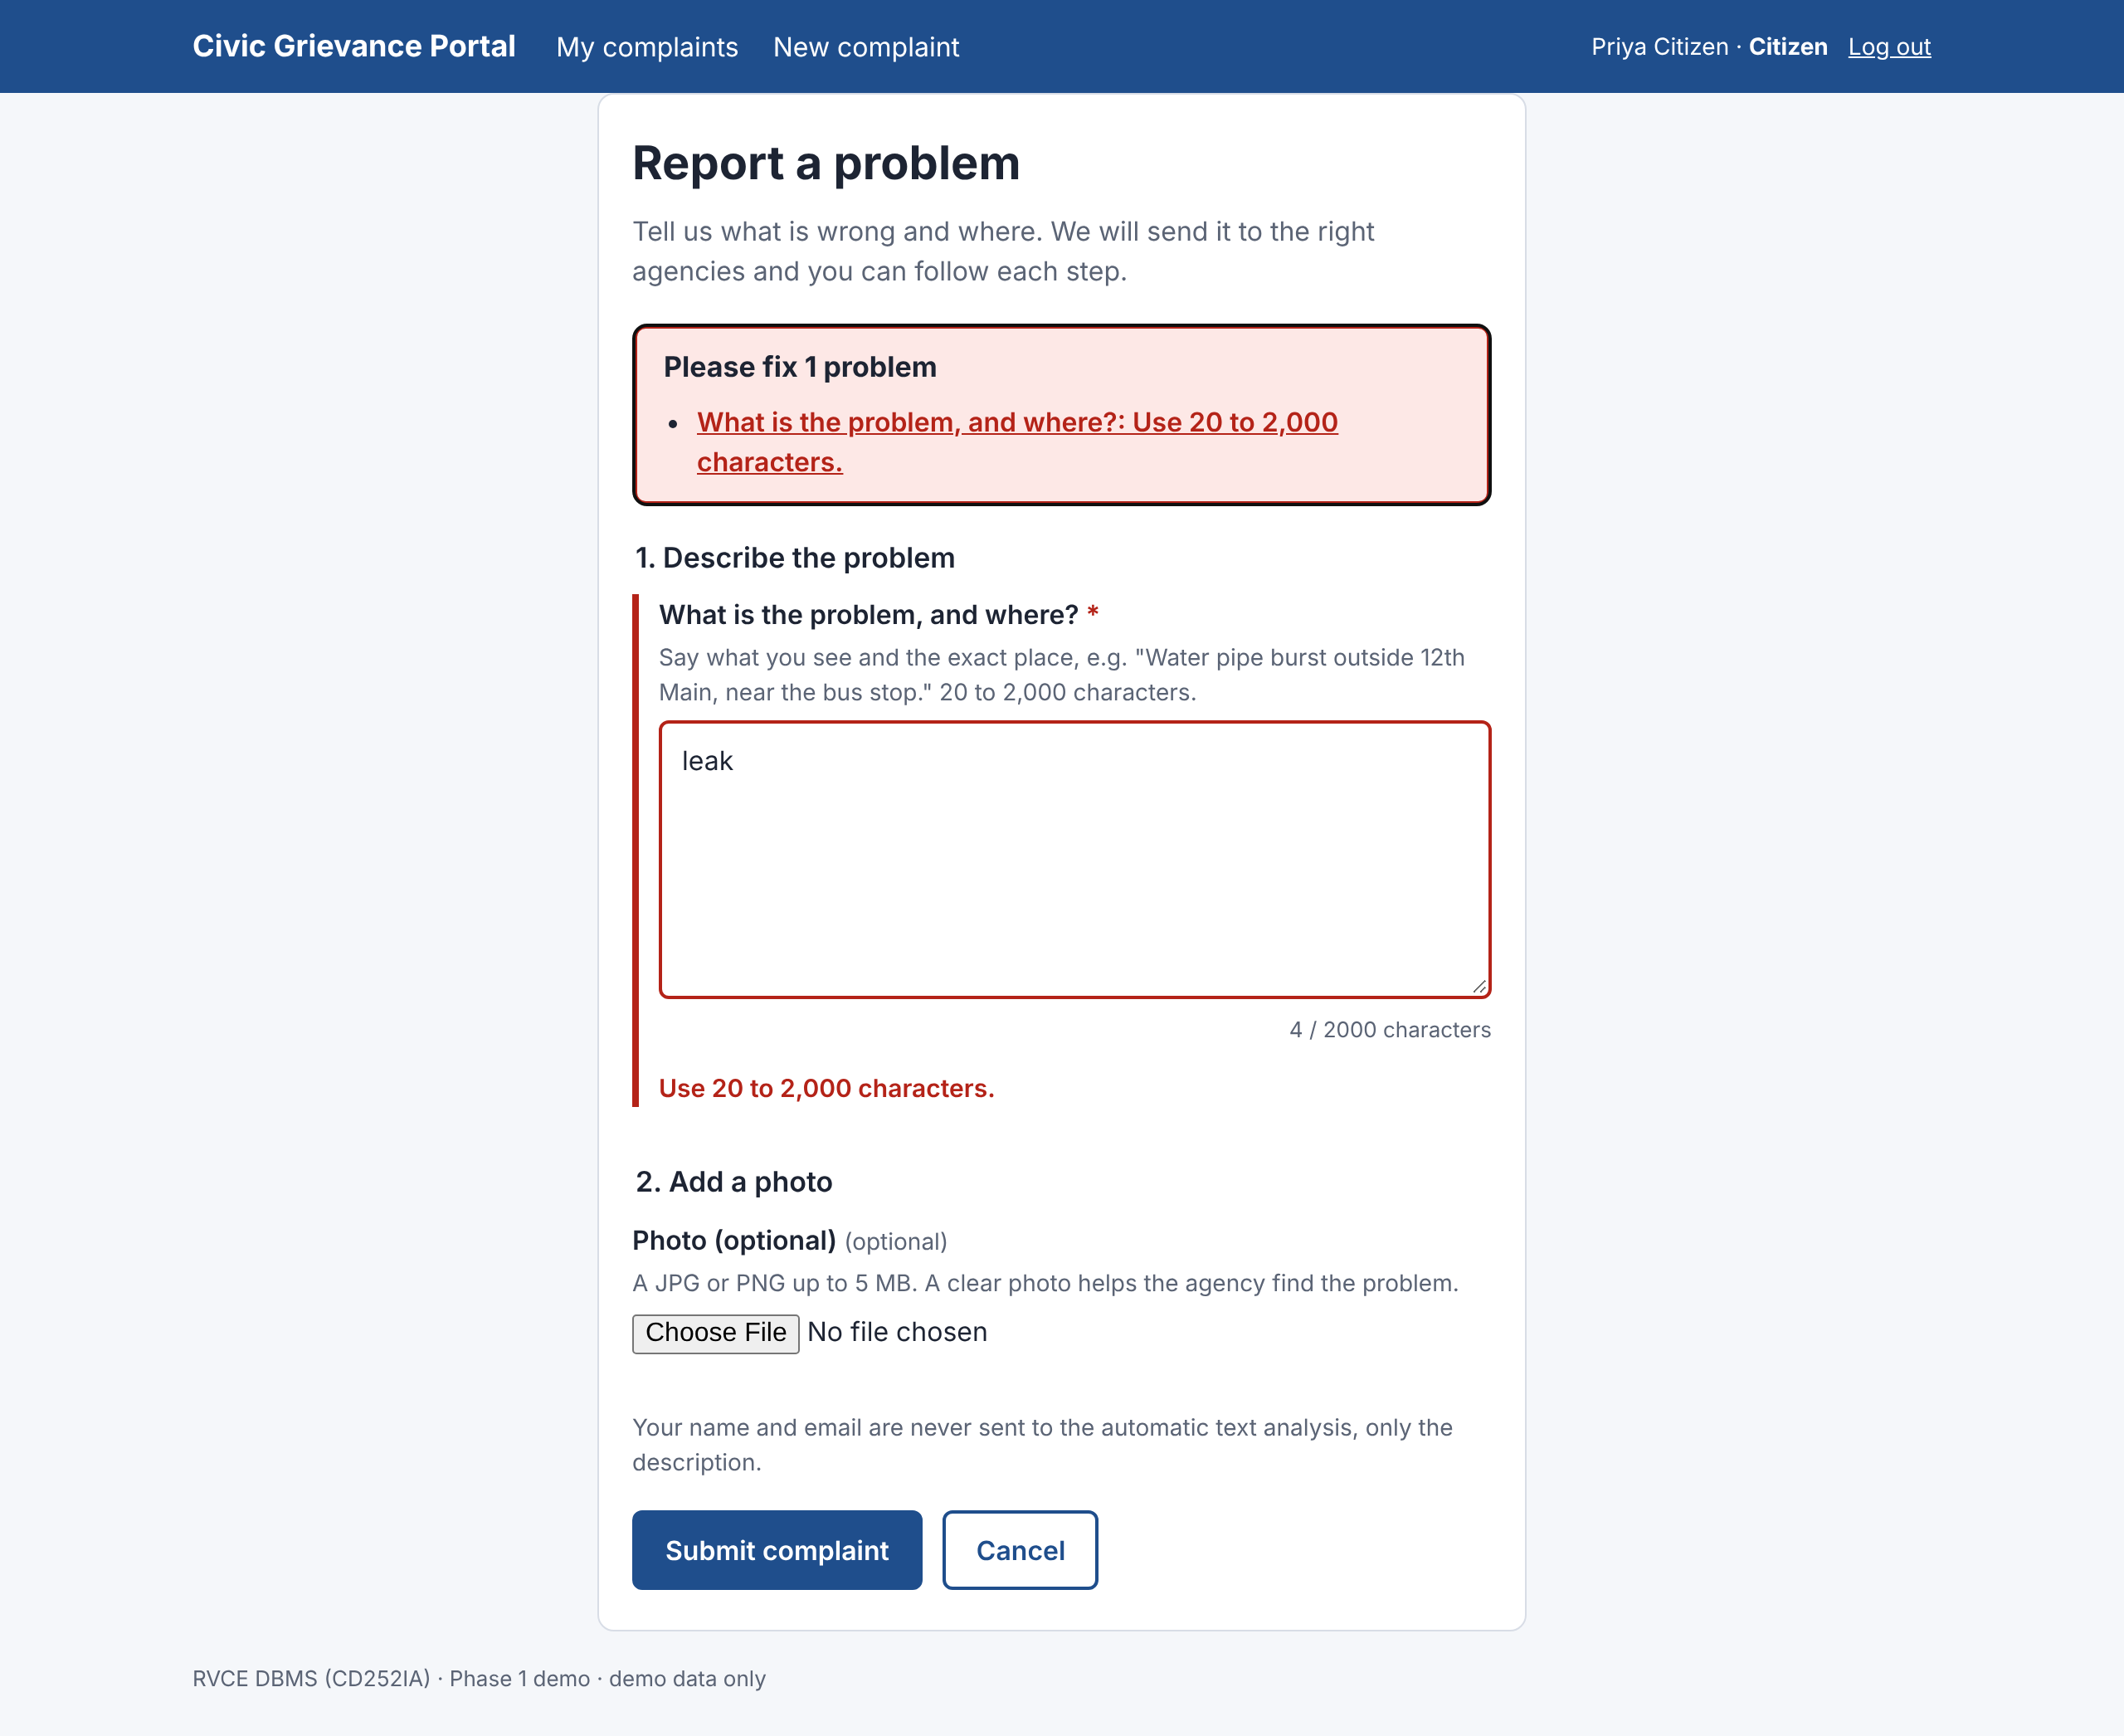 Civic Grievance Portal My complaints New complaint Priya Citizen · Citizen Log out
Report a problem
Tell us what is wrong and where. We will send it to the right
agencies and you can follow each step.
Please fix 1 problem
• What is the problem, and where?: Use 20 to 2,000
characters.
1. Describe the problem
What is the problem, and where? *
Say what you see and the exact place, e.g. "Water pipe burst outside 12th
Main, near the bus stop." 20 to 2,000 characters.
leak
4 / 2000 characters
Use 20 to 2,000 characters.
2. Add a photo
Photo (optional) (optional)
A JPG or PNG up to 5 MB. A clear photo helps the agency find the problem.
Choose File No file chosen
Your name and email are never sent to the automatic text analysis, only the
description.
Submit complaint Cancel
RVCE DBMS (CD252IA) · Phase 1 demo · demo data only